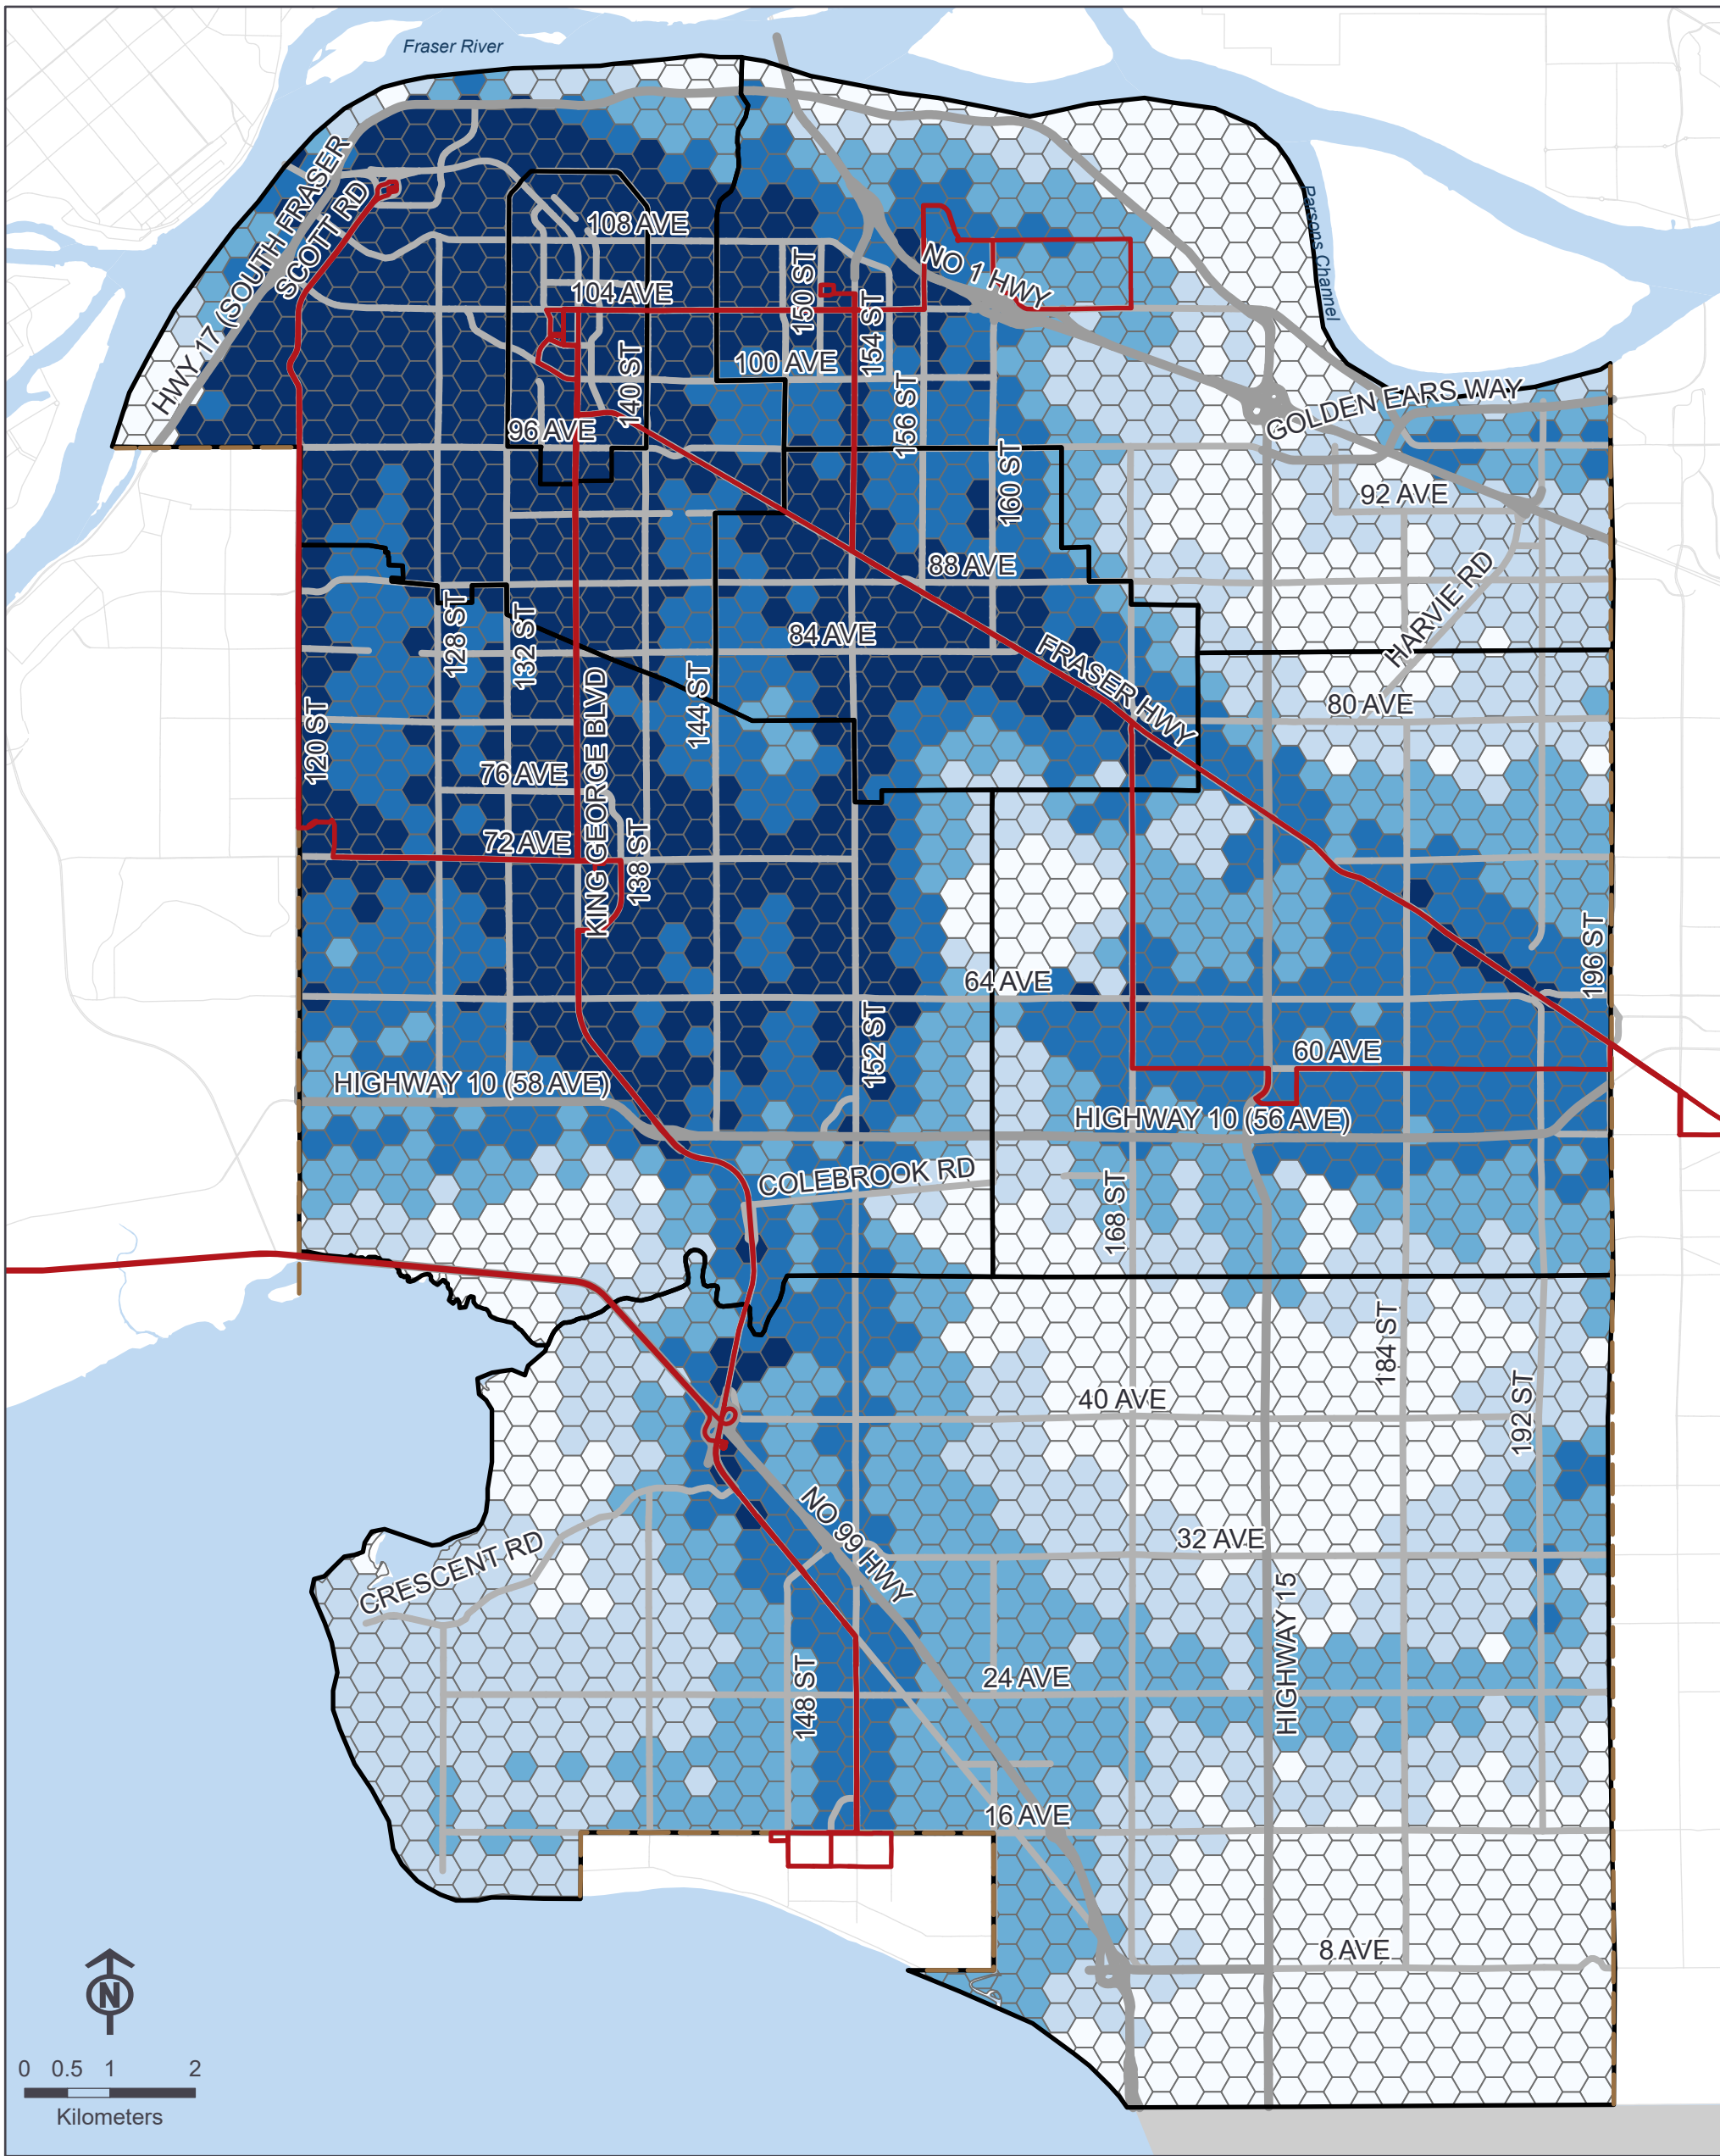 Fraser River
HWY 17 (SOUTH FRASER
SCOTT RD
Parsons Channel
108 AVE
NO 1 HWY
150 ST
104 AVE
154 ST
140 ST
100 AVE
156 ST
GOLDEN EARS WAY
96 AVE
160 ST
92 AVE
88 AVE
HARVIE RD
128 ST
132 ST
84 AVE
FRASER HWY
144 ST
80 AVE
120 ST
KING GEORGE BLVD
76 AVE
72 AVE
138 ST
196 ST
64 AVE
152 ST
60 AVE
HIGHWAY 10 (58 AVE)
HIGHWAY 10 (56 AVE)
COLEBROOK RD
168 ST
184 ST
40 AVE
192 ST
NO 99 HWY
32 AVE
CRESCENT RD
HIGHWAY 15
24 AVE
148 ST
16 AVE
8 AVE
N
0 0.5 1 2
Kilometers